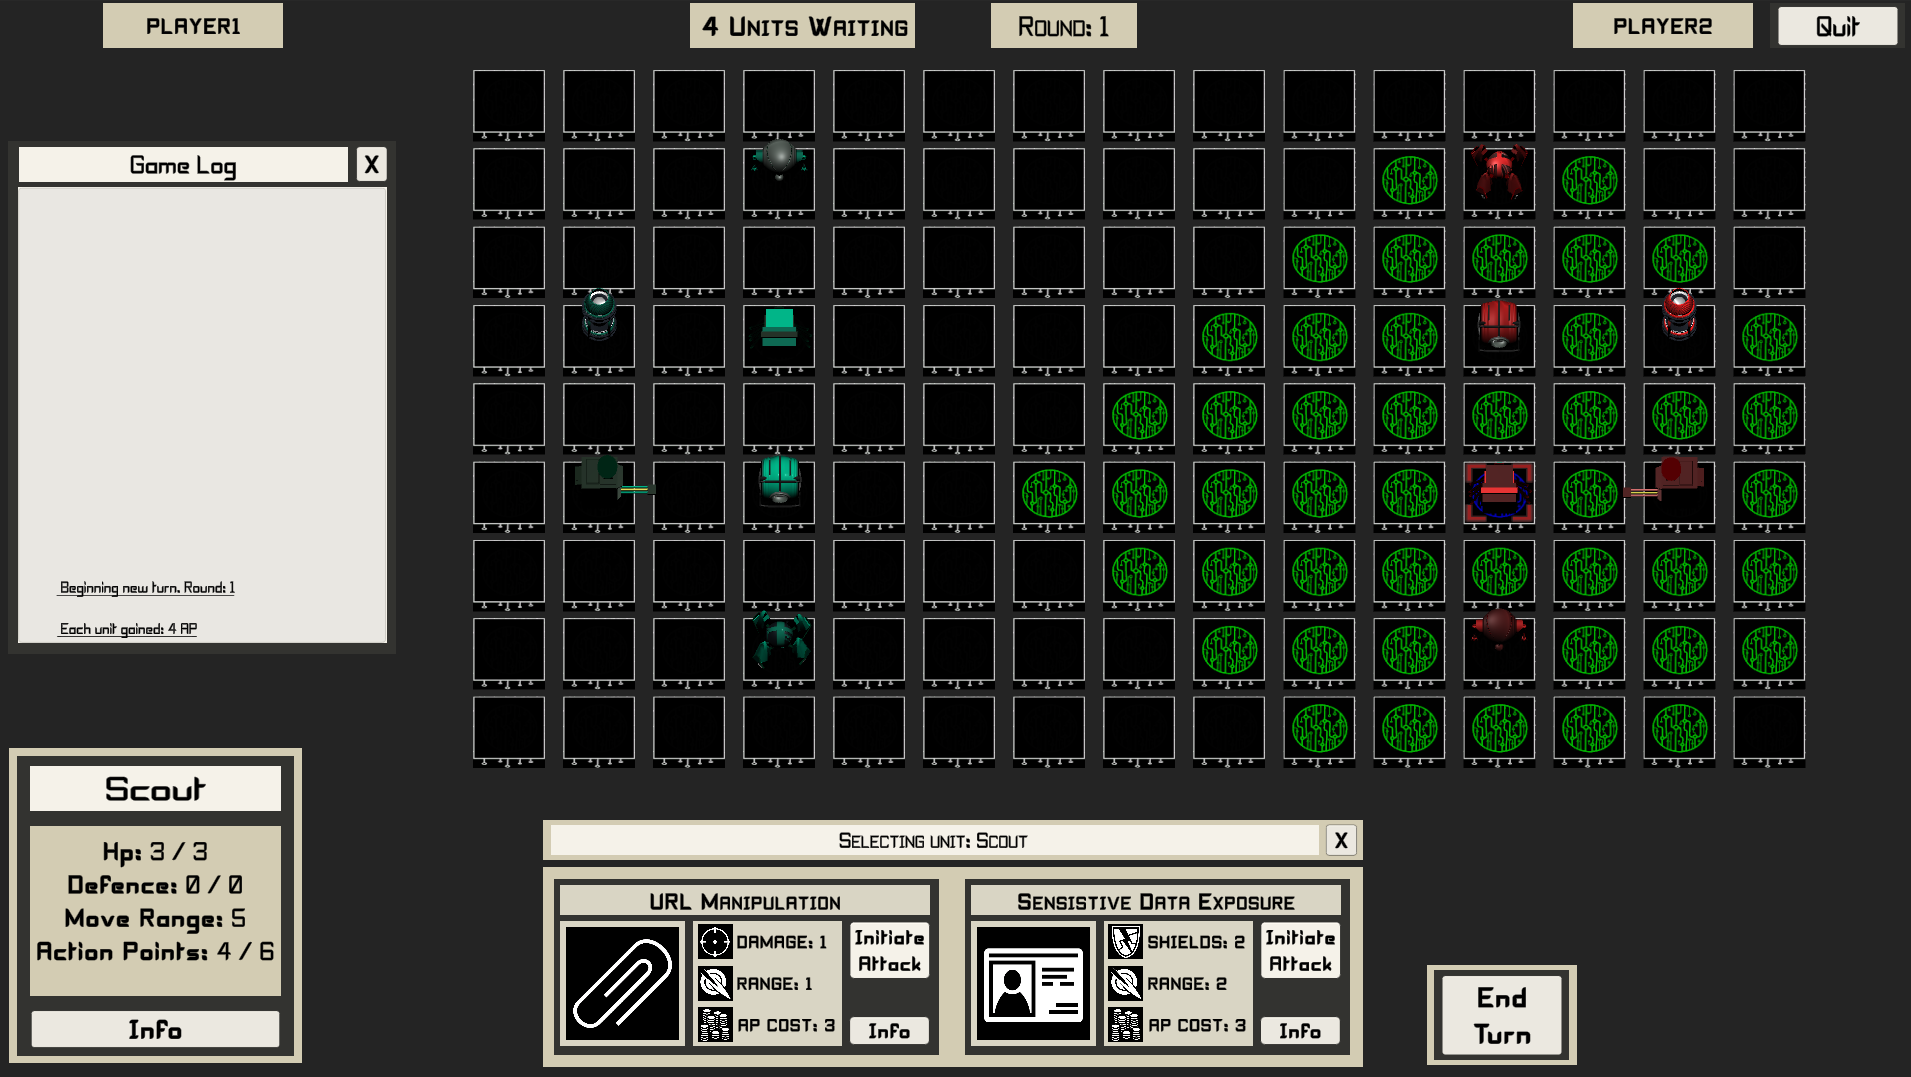 PLAYER1
4 Units Waiting
Round: 1
PLAYER2
Quit
Game Log
X
Beginning new turn. Round: 1
Each unit gained: 4 AP
Scout
Hp: 3 / 3
Defence: 0 / 0
Move Range: 5
Action Points: 4 / 6
Info
Selecting unit: Scout
X
URL Manipulation
Damage: 1
Range: 1
AP Cost: 3
Initiate
Attack
Info
Sensistive Data Exposure
Shields: 2
Range: 2
AP Cost: 3
Initiate
Attack
Info
End
Turn